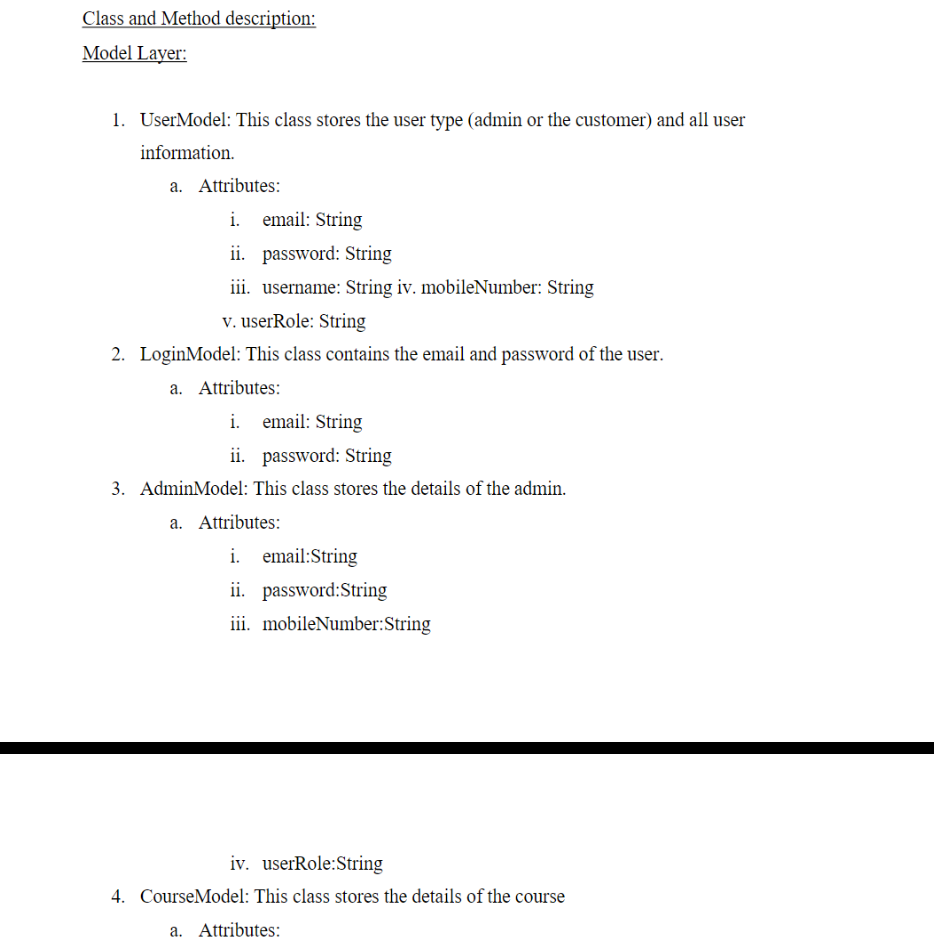 Class and Method description:
Model Layer:
1. UserModel: This class stores the user type (admin or the customer) and all user
information.
a. Attributes:
i. email: String
ii. password: String
iii. username: String iv. mobileNumber: String
v. userRole: String
2. LoginModel: This class contains the email and password of the user.
a. Attributes:
i. email: String
ii. password: String
3. AdminModel: This class stores the details of the admin.
a. Attributes:
i. email:String
ii. password:String
iii. mobileNumber:String
iv. userRole:String
4. CourseModel: This class stores the details of the course
a. Attributes: